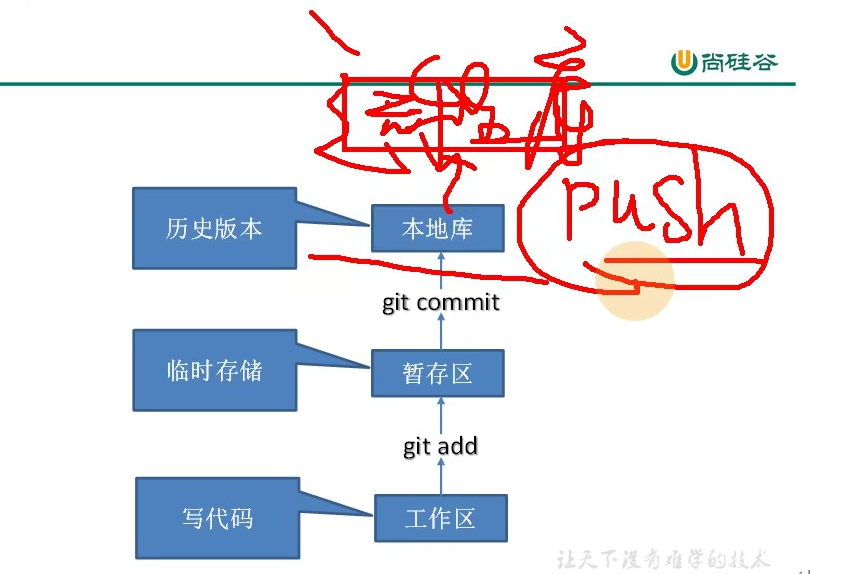 尚硅谷
push
历史版本
本地库
git commit
临时存储
暂存区
git add
写代码
工作区
让天下没有难学的技术